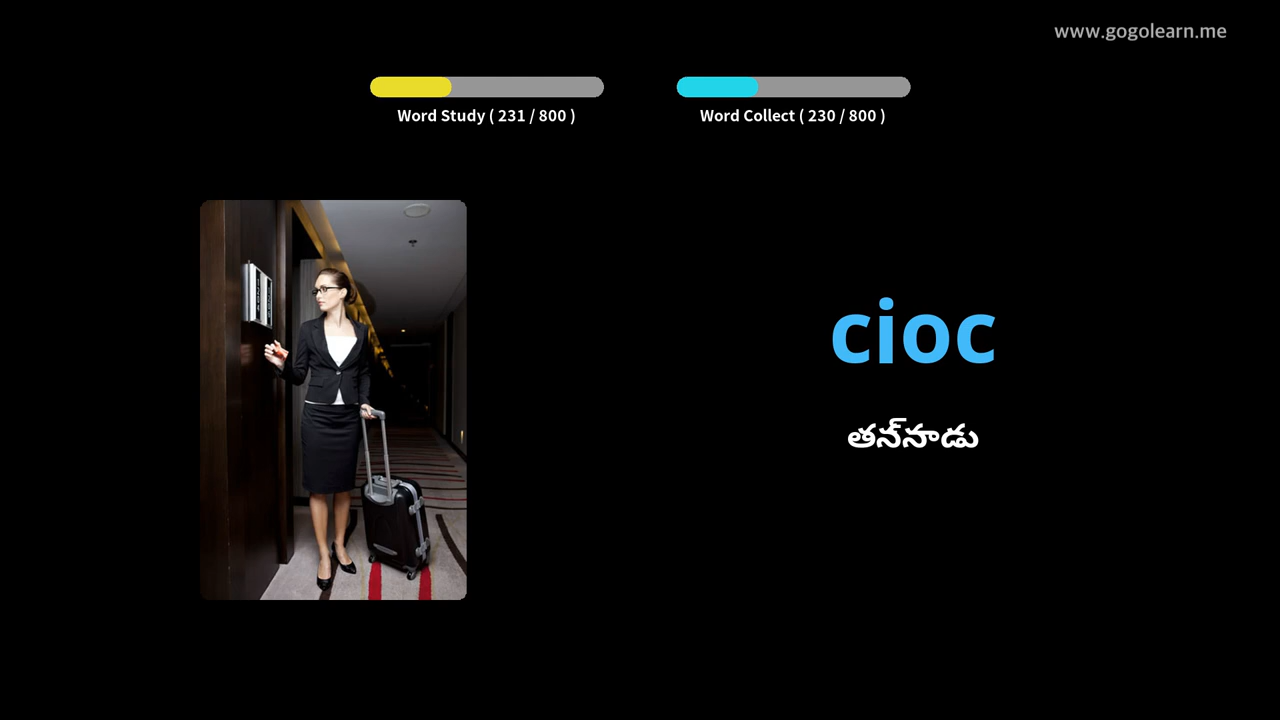 www.gogolearn.me
Word Study ( 231 / 800 )
Word Collect ( 230 / 800 )
cioc
తన్‌నాడు